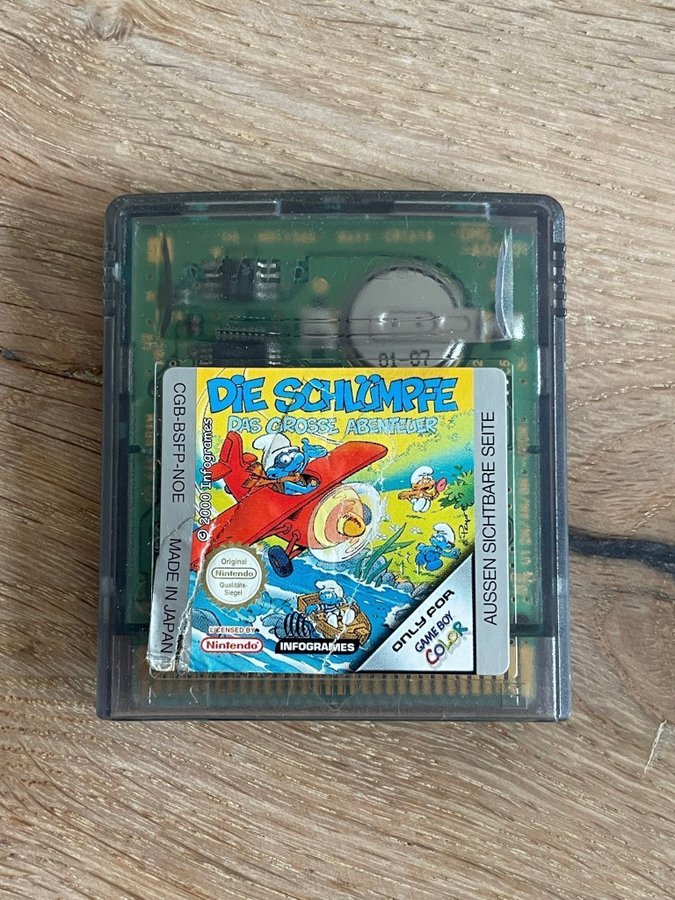 01 07
DIE SCHLÜMPFE
DAS GROSSE ABENTEUER
CGB-BSFP-NOE
MADE IN JAPAN
© 2000 Infogrames
Peyo
Original
Nintendo
Qualitäts-
Siegel
LICENSED BY
Nintendo
INFOGRAMES
ONLY FOR
GAME BOY
COLOR
AUSSEN SICHTBARE SEITE